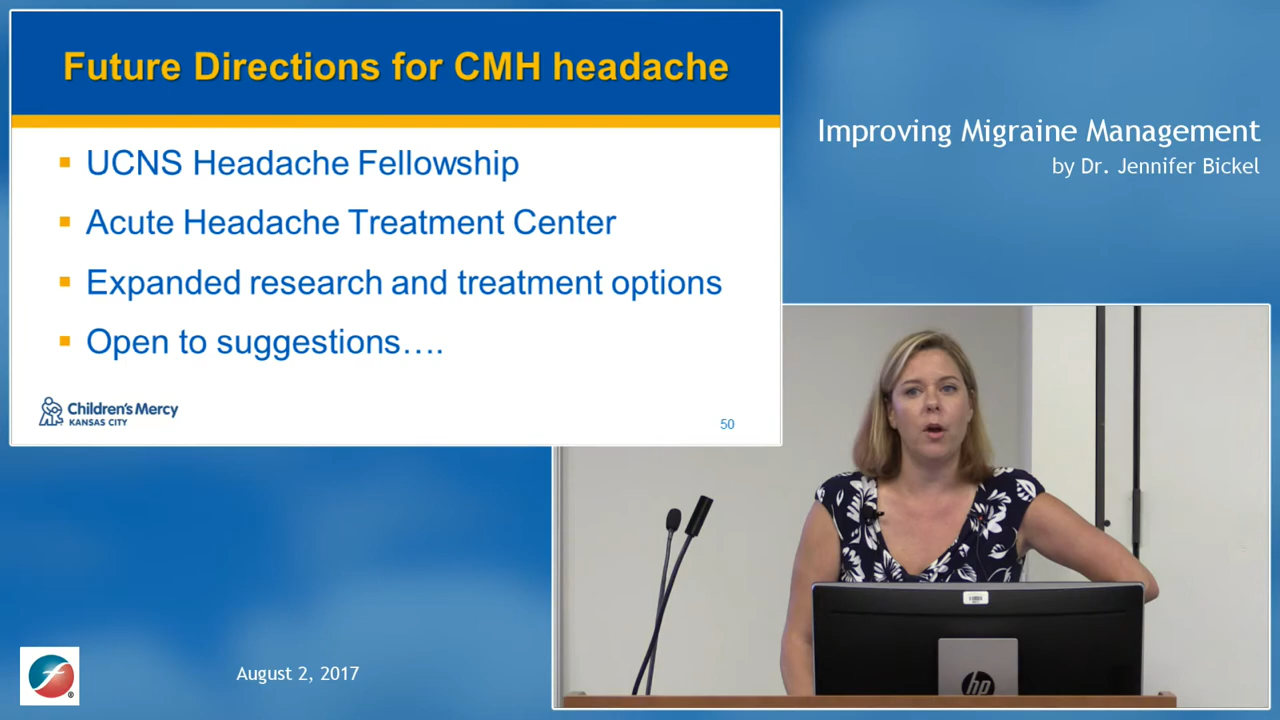 Future Directions for CMH headache
▪ UCNS Headache Fellowship
▪ Acute Headache Treatment Center
▪ Expanded research and treatment options
▪ Open to suggestions….
Children's Mercy
KANSAS CITY
50
Improving Migraine Management
by Dr. Jennifer Bickel
hp
August 2, 2017